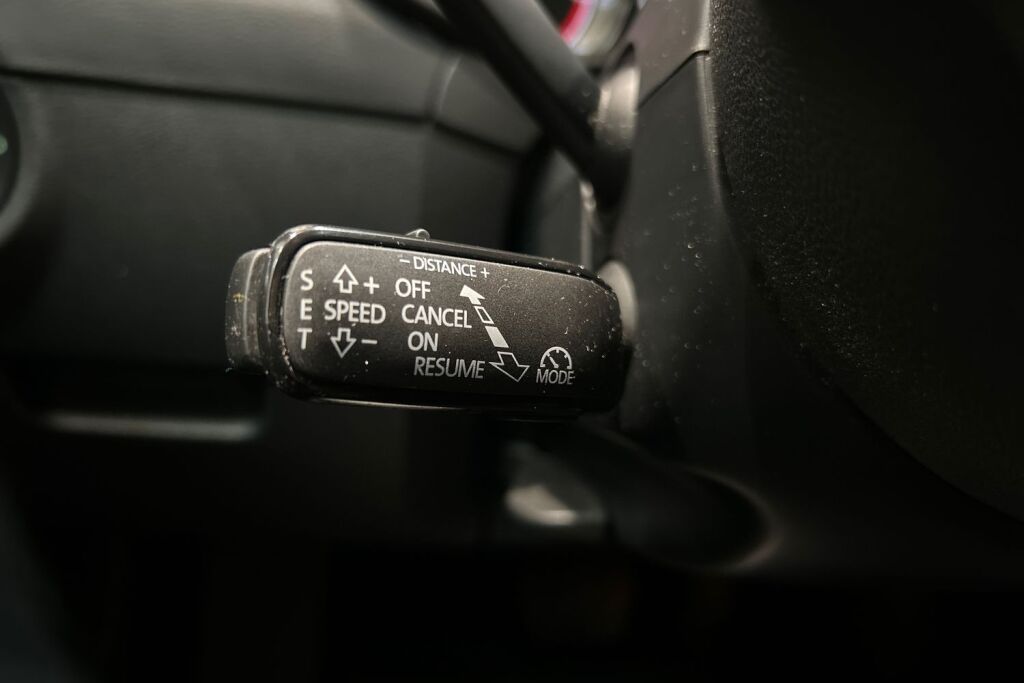 - DISTANCE +
S + OFF
E SPEED CANCEL
T - ON
RESUME MODE